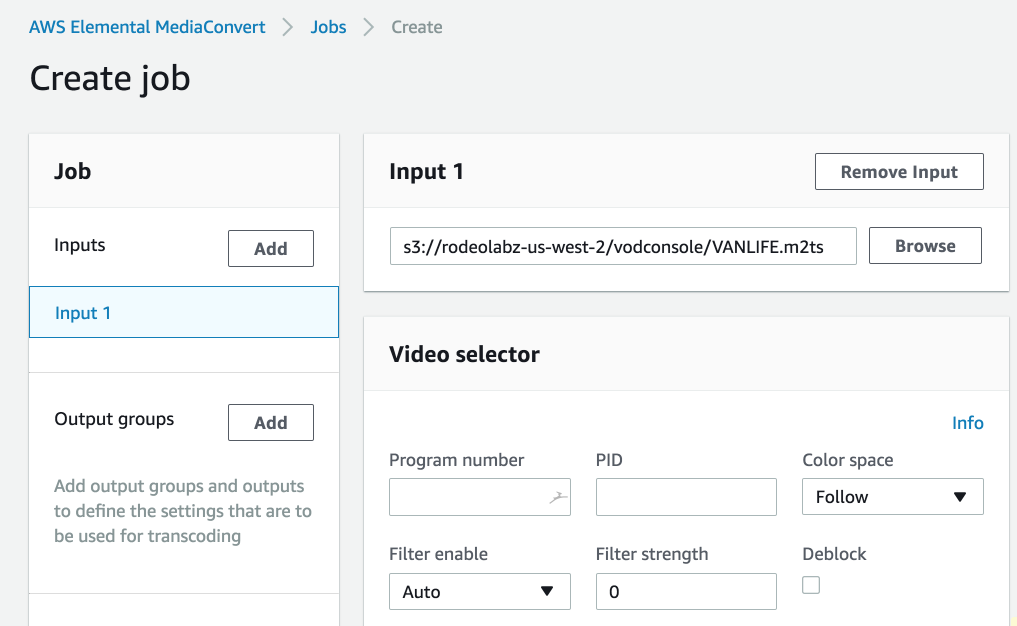 AWS Elemental MediaConvert > Jobs > Create
Create job
Job
Inputs
Add
Input 1
Output groups
Add
Add output groups and outputs
to define the settings that are to
be used for transcoding
Input 1
Remove Input
s3://rodeolabz-us-west-2/vodconsole/VANLIFE.m2ts
Browse
Video selector
Info
Program number
PID
Color space
Follow
Filter enable
Filter strength
Deblock
Auto
0